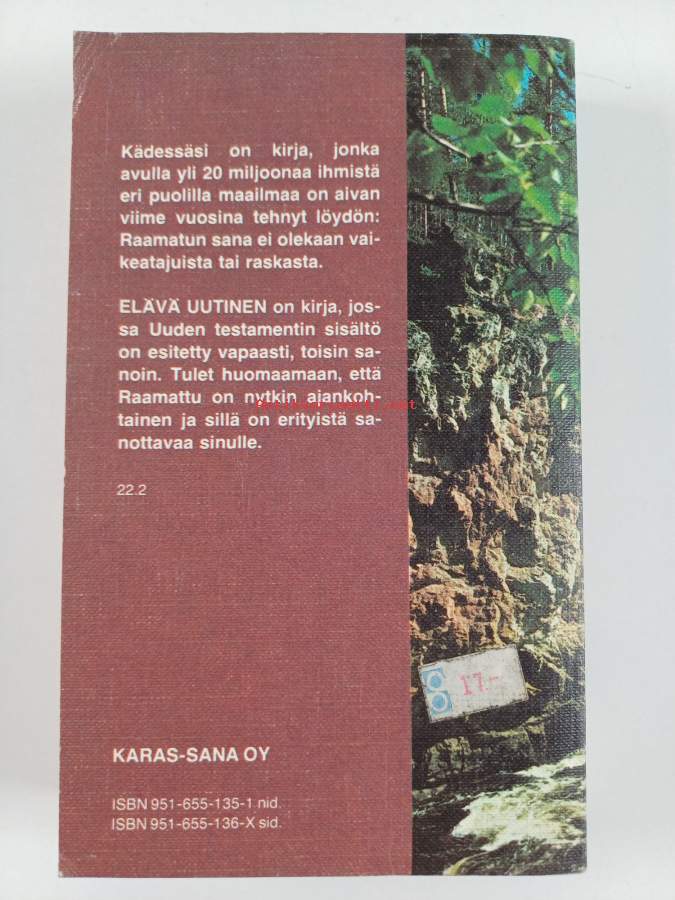 Kädessäsi on kirja, jonka
avulla yli 20 miljoonaa ihmistä
eri puolilla maailmaa on aivan
viime vuosina tehnyt löydön:
Raamatun sana ei olekaan vai-
keatajuista tai raskasta.
ELÄVÄ UUTINEN on kirja, jos-
sa Uuden testamentin sisältö
on esitetty vapaasti, toisin sa-
noin. Tulet huomaamaan, että
Raamattu on nytkin ajankoh-
tainen ja sillä on erityistä sa-
nottavaa sinulle.
22.2
17.-
KARAS-SANA OY
ISBN 951-655-135-1 nid.
ISBN 951-655-136-X sid.